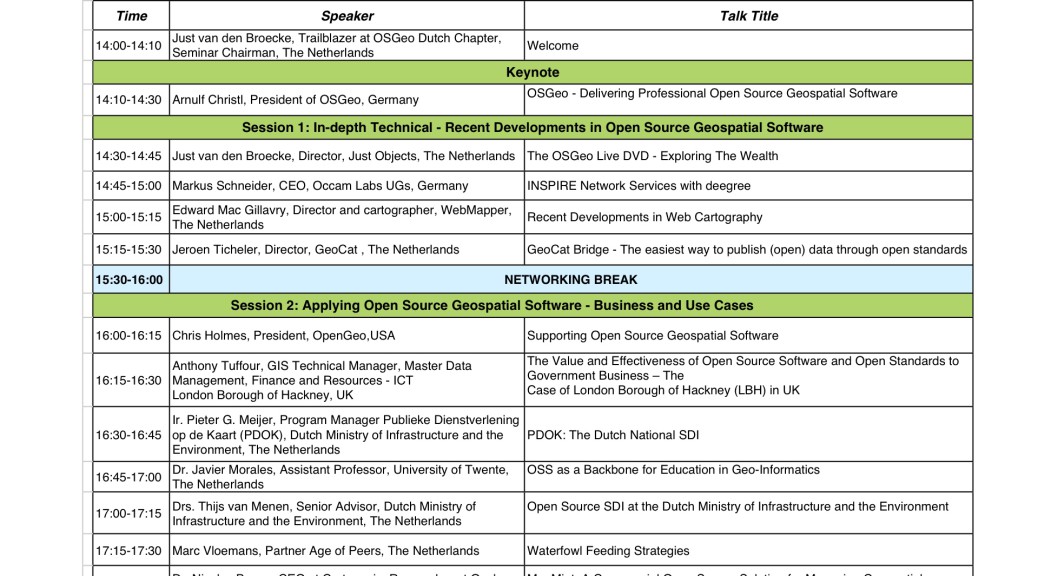 Time Speaker Talk Title
14:00-14:10 Just van den Broecke, Trailblazer at OSGeo Dutch Chapter,
Seminar Chairman, The Netherlands Welcome
Keynote
14:10-14:30 Arnulf Christl, President of OSGeo, Germany OSGeo - Delivering Professional Open Source Geospatial Software
Session 1: In-depth Technical - Recent Developments in Open Source Geospatial Software
14:30-14:45 Just van den Broecke, Director, Just Objects, The Netherlands The OSGeo Live DVD - Exploring The Wealth
14:45-15:00 Markus Schneider, CEO, Occam Labs UGs, Germany INSPIRE Network Services with deegree
15:00-15:15 Edward Mac Gillavry, Director and cartographer, WebMapper,
The Netherlands Recent Developments in Web Cartography
15:15-15:30 Jeroen Ticheler, Director, GeoCat , The Netherlands GeoCat Bridge - The easiest way to publish (open) data through open standards
15:30-16:00 NETWORKING BREAK
Session 2: Applying Open Source Geospatial Software - Business and Use Cases
16:00-16:15 Chris Holmes, President, OpenGeo,USA Supporting Open Source Geospatial Software
16:15-16:30 Anthony Tuffour, GIS Technical Manager, Master Data
Management, Finance and Resources - ICT
London Borough of Hackney, UK
The Value and Effectiveness of Open Source Software and Open Standards to
Government Business – The
Case of London Borough of Hackney (LBH) in UK
16:30-16:45 Ir. Pieter G. Meijer, Program Manager Publieke Dienstverlening
op de Kaart (PDOK), Dutch Ministry of Infrastructure and the
Environment, The Netherlands PDOK: The Dutch National SDI
16:45-17:00 Dr. Javier Morales, Assistant Professor, University of Twente,
The Netherlands OSS as a Backbone for Education in Geo-Informatics
17:00-17:15 Drs. Thijs van Menen, Senior Advisor, Dutch Ministry of
Infrastructure and the Environment, The Netherlands Open Source SDI at the Dutch Ministry of Infrastructure and the Environment
17:15-17:30 Marc Vloemans, Partner Age of Peers, The Netherlands Waterfowl Feeding Strategies